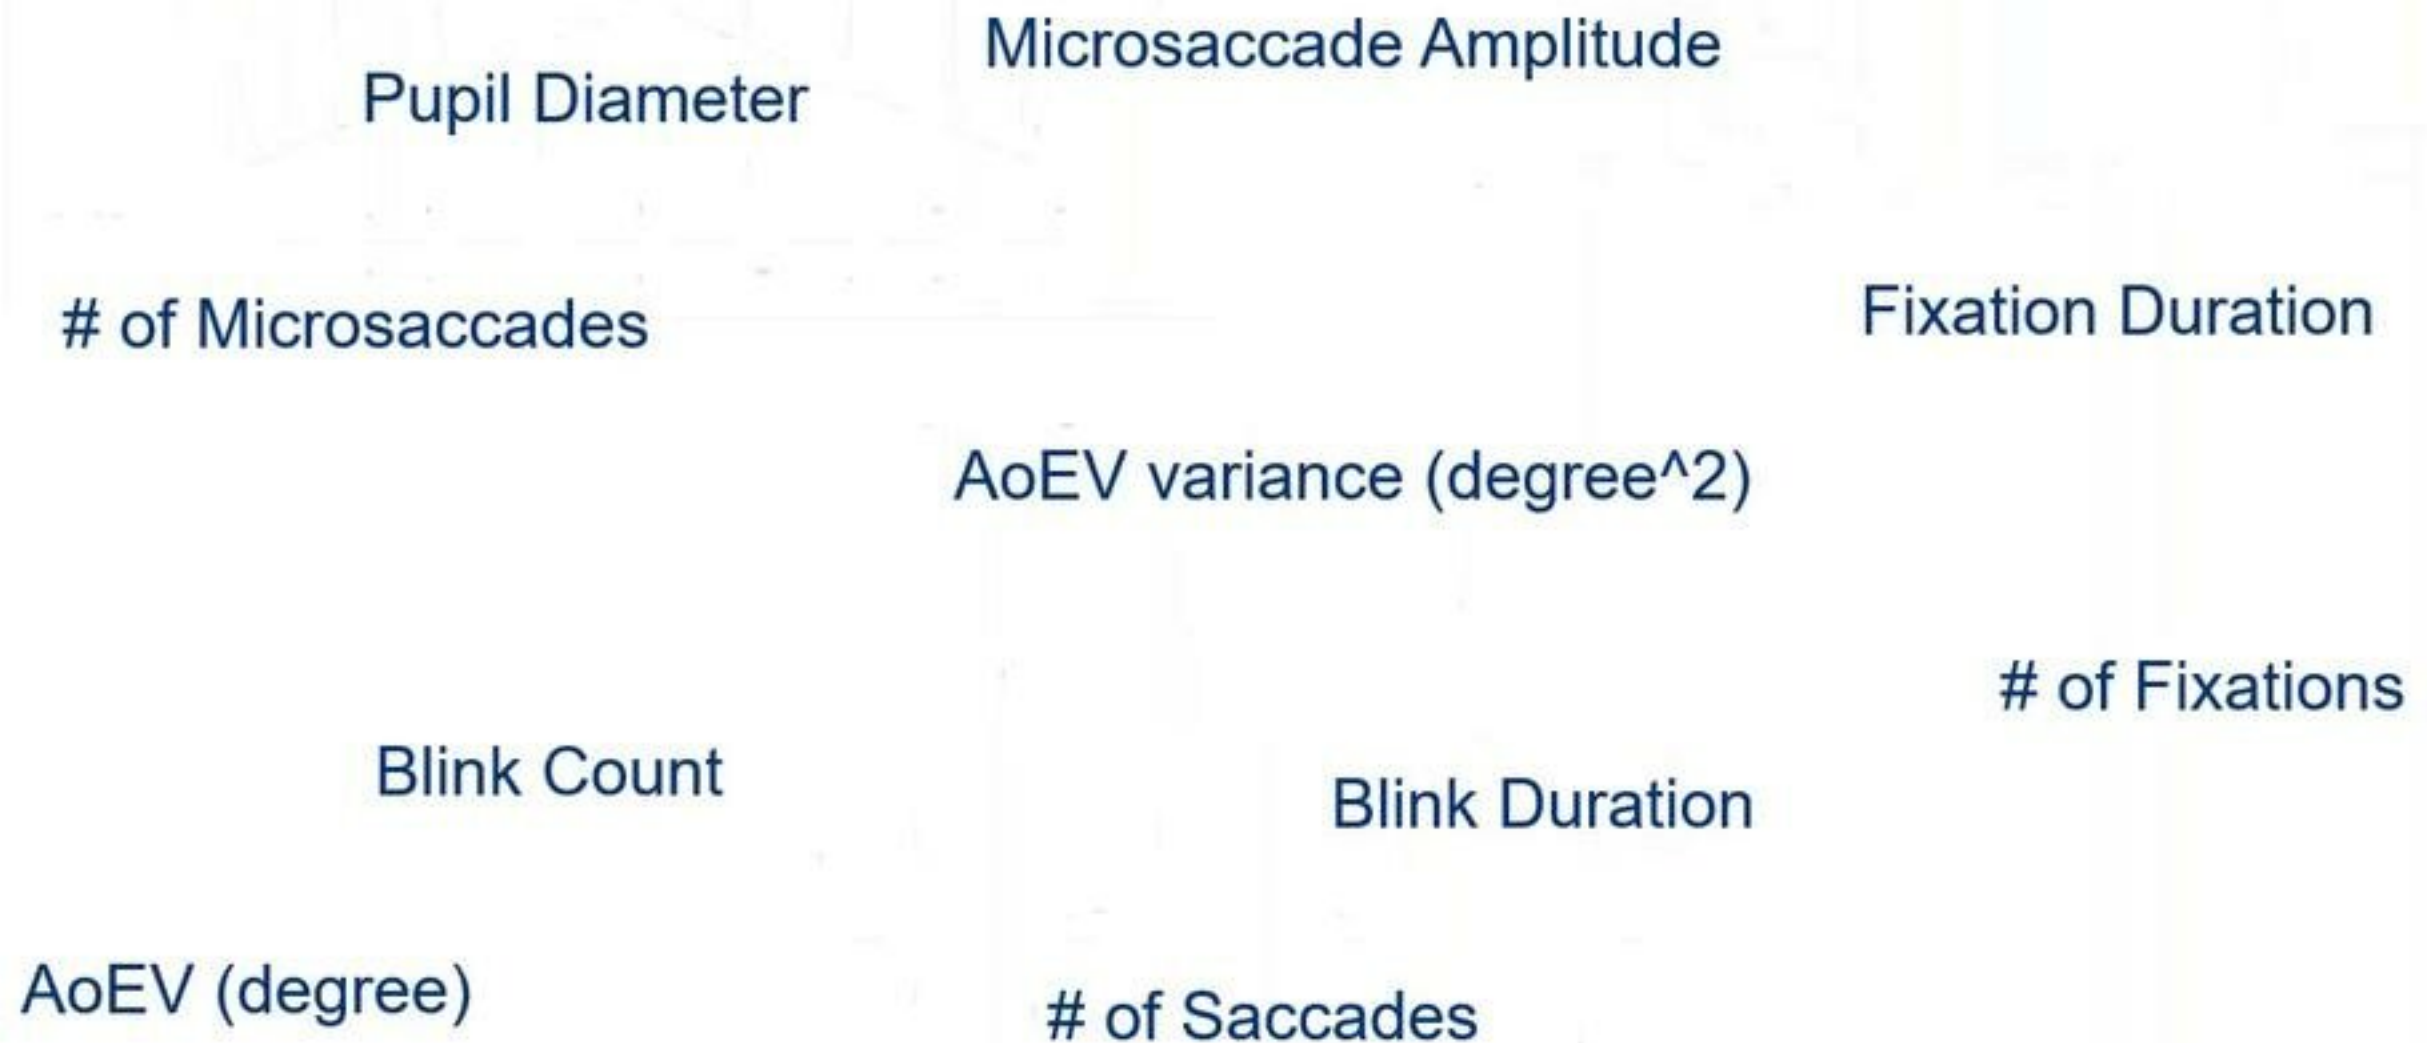 Microsaccade Amplitude
Pupil Diameter
# of Microsaccades
Fixation Duration
AoEV variance (degree^2)
# of Fixations
Blink Count
Blink Duration
AoEV (degree)
# of Saccades